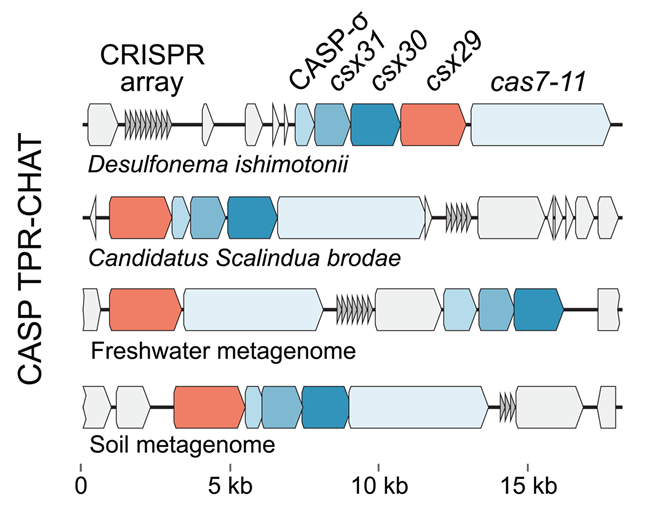 CRISPR
array
CASP-σ
csx31
csx30
csx29
cas7-11
CASP TPR-CHAT
Desulfonema ishimotonii
Candidatus Scalindua brodae
Freshwater metagenome
Soil metagenome
0 5 kb 10 kb 15 kb